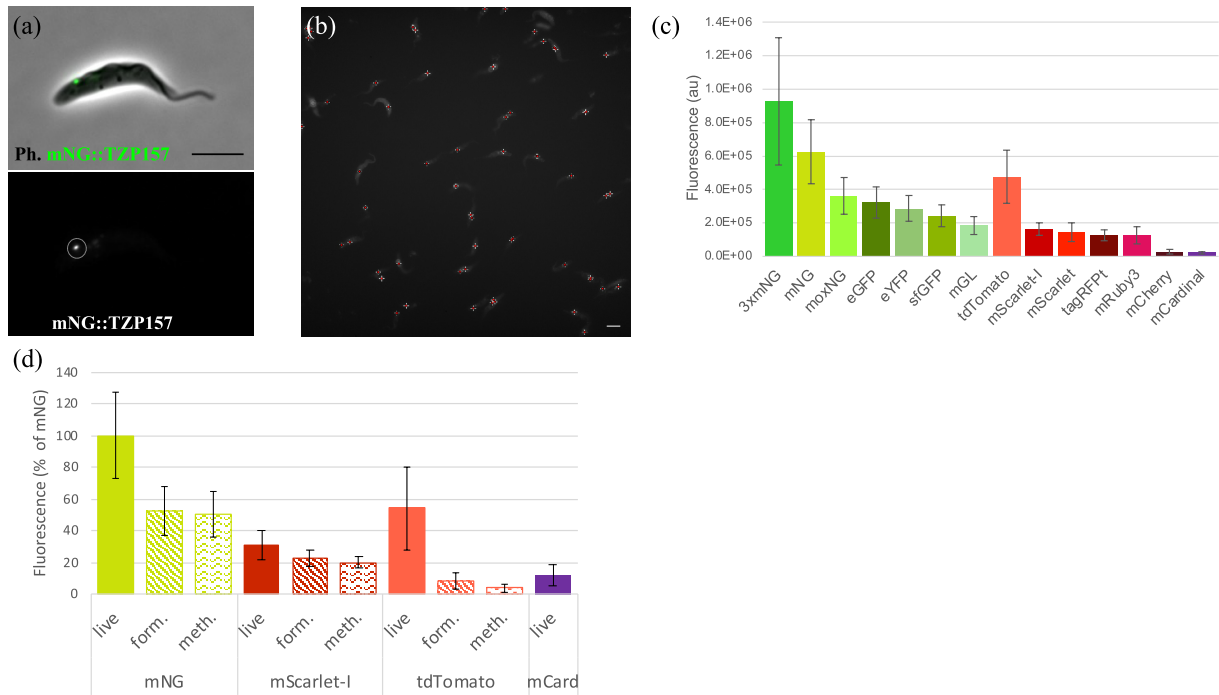 (a)
Ph. mNG::TZP157
mNG::TZP157
(b)
(c)
Fluorescence (au)
1.4E+06
1.2E+06
1.0E+06
8.0E+05
6.0E+05
4.0E+05
2.0E+05
0.0E+00
3xmNG
mNG
moxNG
eGFP
eYFP
sfGFP
mGL
tdTomato
mScarlet-I
mScarlet
tagRFPt
mRuby3
mCherry
mCardinal
(d)
Fluorescence (% of mNG)
140
120
100
80
60
40
20
0
live form. meth. live form. meth. live form. meth. live
mNG mScarlet-I tdTomato mCard